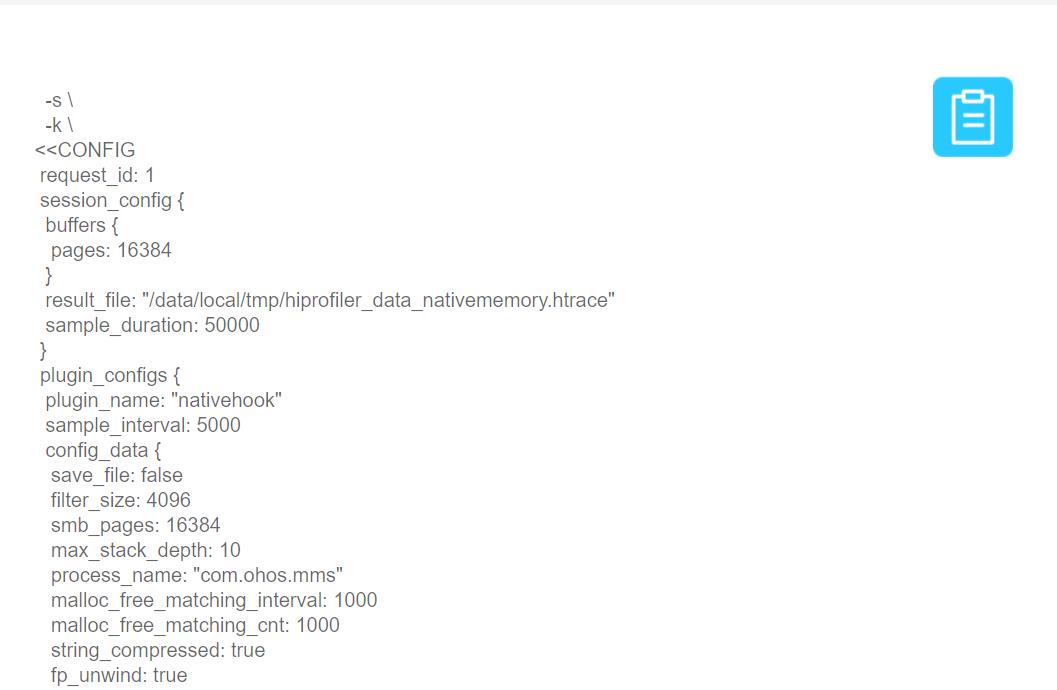 -s \
-k \
<<CONFIG
request_id: 1
session_config {
buffers {
pages: 16384
}
result_file: "/data/local/tmp/hiprofiler_data_nativememory.htrace"
sample_duration: 50000
}
plugin_configs {
plugin_name: "nativehook"
sample_interval: 5000
config_data {
save_file: false
filter_size: 4096
smb_pages: 16384
max_stack_depth: 10
process_name: "com.ohos.mms"
malloc_free_matching_interval: 1000
malloc_free_matching_cnt: 1000
string_compressed: true
fp_unwind: true